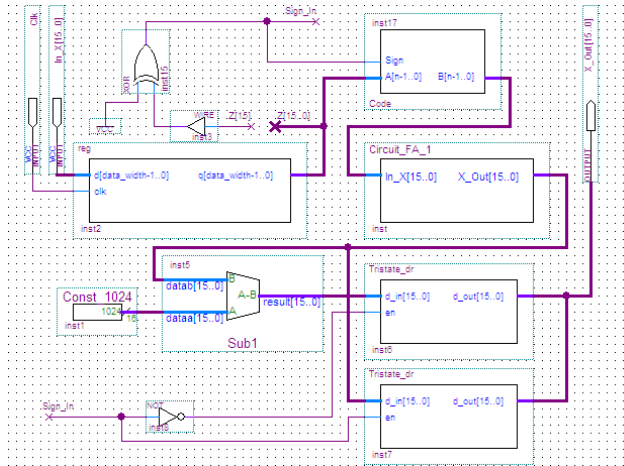 Sign_In
Clk
In_X[15..0]
VCC
INPUT
VCC
INPUT
XOR
inst15
VCC
WIRE
inst3
Z[15]
Z[15..0]
inst17
Sign
A[n-1..0] B[n-1..0]
Code
X_Out[15..0]
OUTPUT
reg
d[data_width-1..0] q[data_width-1..0]
clk
inst2
Circuit_FA_1
In_X[15..0] X_Out[15..0]
inst
inst5
datab[15..0]
B
A-B
A
dataa[15..0]
result[15..0]
Sub1
Const_1024
1024
16
inst1
Tristate_dr
d_in[15..0] d_out[15..0]
en
inst6
Tristate_dr
d_in[15..0] d_out[15..0]
en
inst7
Sign_In
NOT